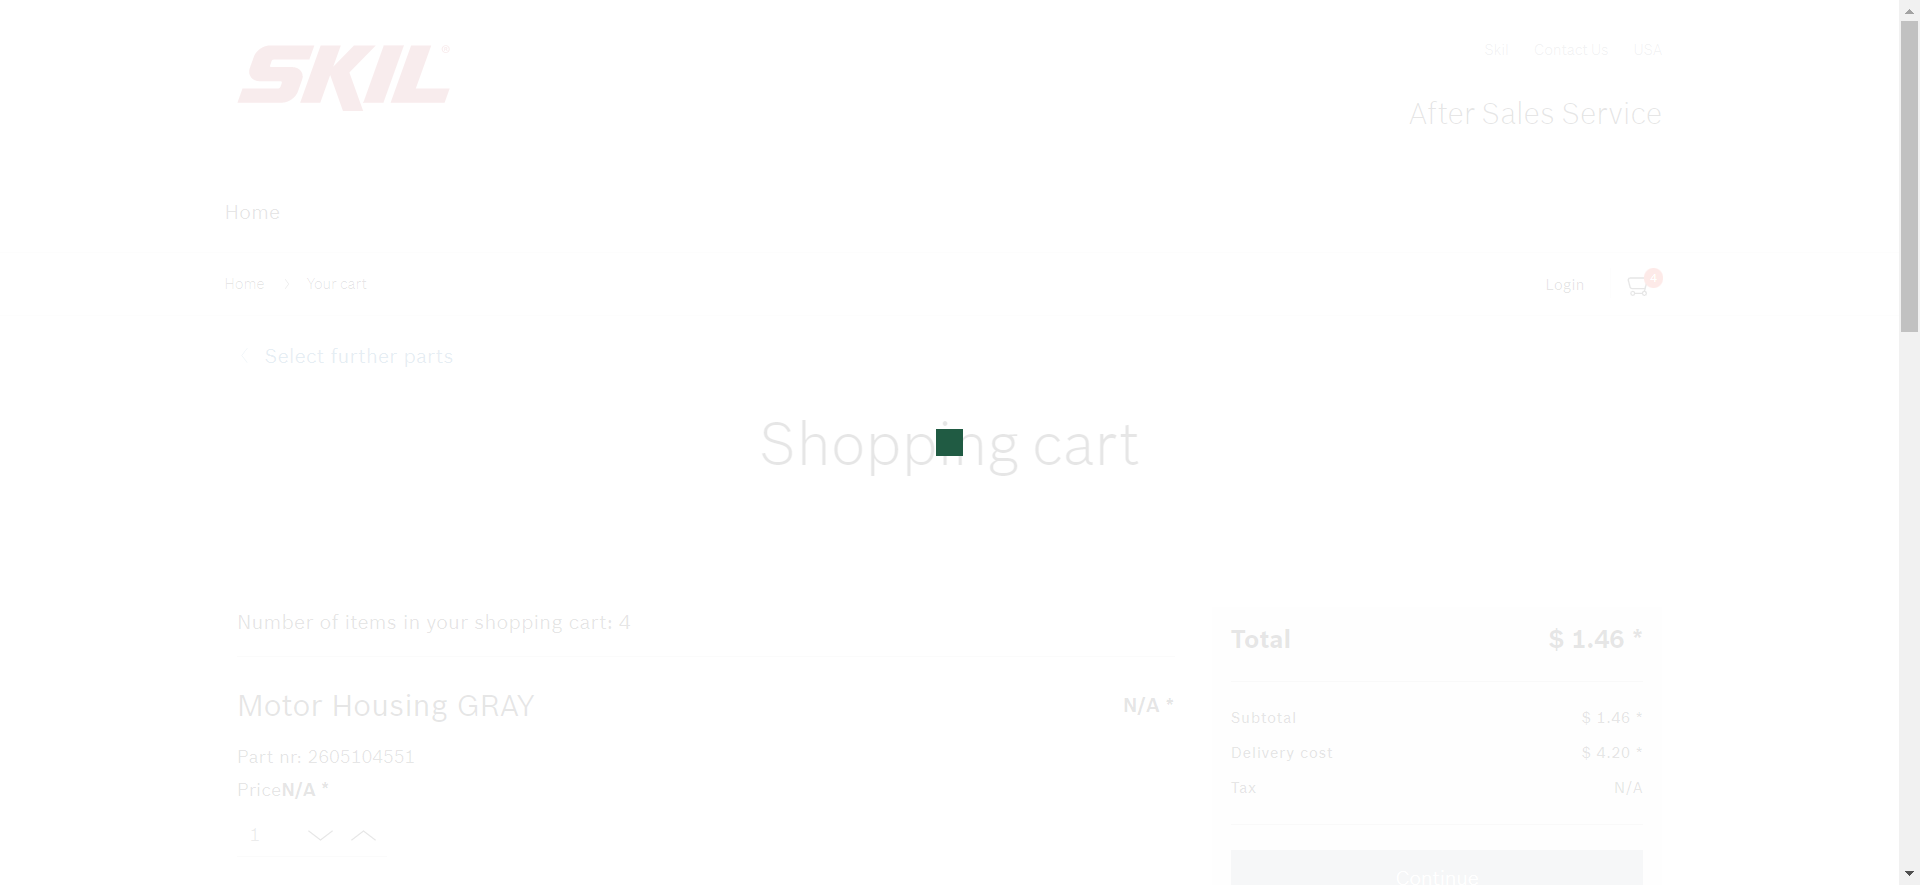 SKIL®
Skil
Contact Us
USA
After Sales Service
Home
Home
Your cart
Login
4
Select further parts
Shopping cart
Number of items in your shopping cart: 4
Total
$ 1.46 *
Motor Housing GRAY
N/A *
Subtotal
$ 1.46 *
Part nr: 2605104551
Delivery cost
$ 4.20 *
PriceN/A *
Tax
N/A
1
Continue